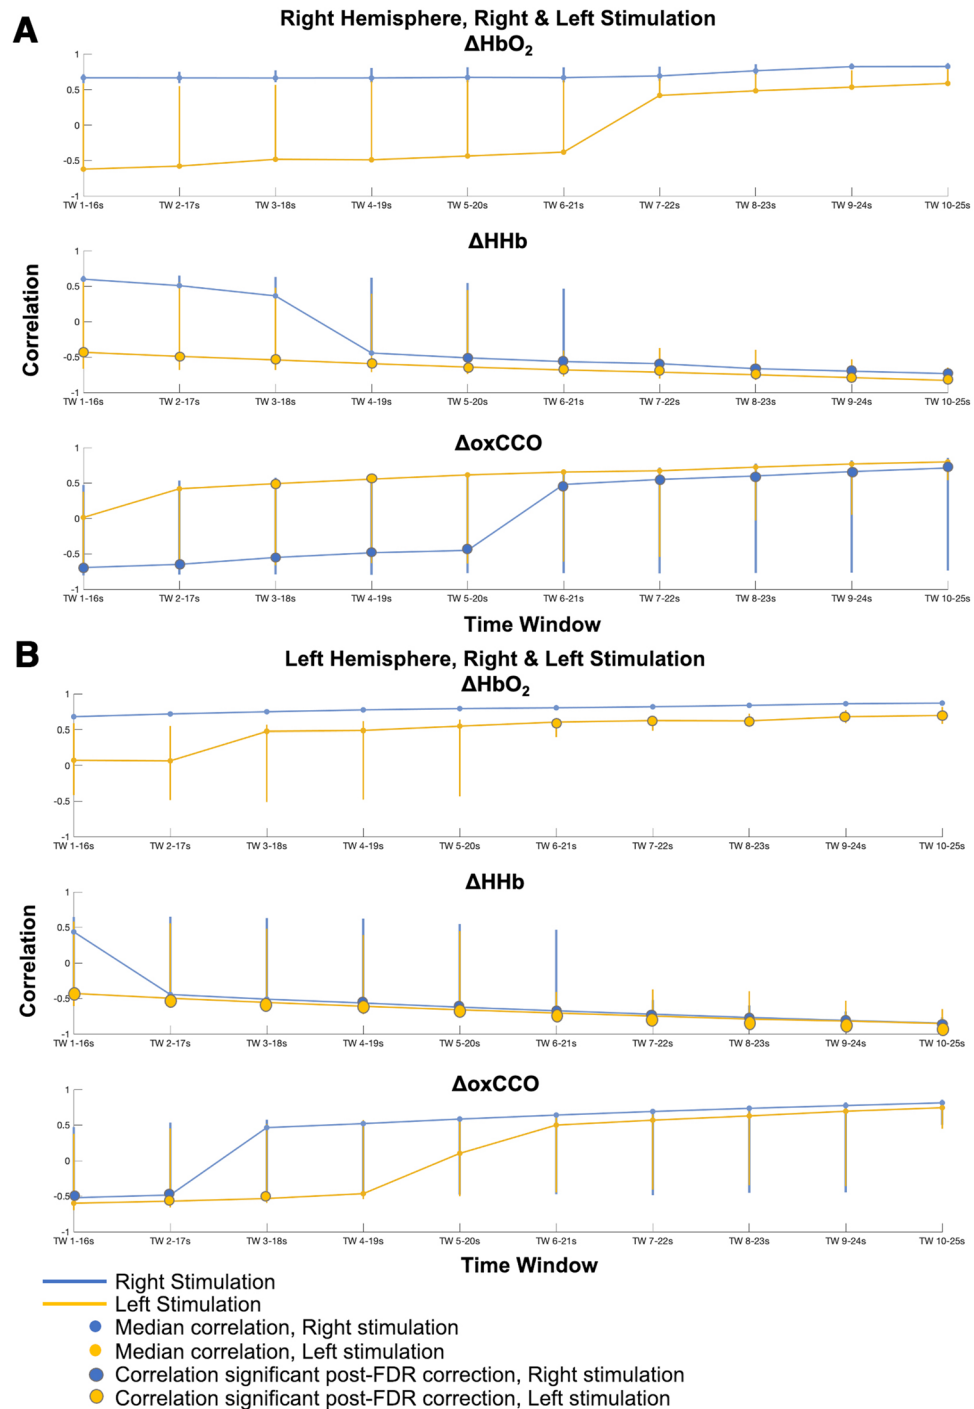 A
Right Hemisphere, Right & Left Stimulation
ΔHbO2
1
0.5
0
-0.5
-1
TW 1-16s TW 2-17s TW 3-18s TW 4-19s TW 5-20s TW 6-21s TW 7-22s TW 8-23s TW 9-24s TW 10-25s
ΔHHb
Correlation
1
0.5
0
-0.5
-1
TW 1-16s TW 2-17s TW 3-18s TW 4-19s TW 5-20s TW 6-21s TW 7-22s TW 8-23s TW 9-24s TW 10-25s
ΔoxCCO
1
0.5
0
-0.5
-1
TW 1-16s TW 2-17s TW 3-18s TW 4-19s TW 5-20s TW 6-21s TW 7-22s TW 8-23s TW 9-24s TW 10-25s
Time Window
B
Left Hemisphere, Right & Left Stimulation
ΔHbO2
1
0.5
0
-0.5
-1
TW 1-16s TW 2-17s TW 3-18s TW 4-19s TW 5-20s TW 6-21s TW 7-22s TW 8-23s TW 9-24s TW 10-25s
ΔHHb
Correlation
1
0.5
0
-0.5
-1
TW 1-16s TW 2-17s TW 3-18s TW 4-19s TW 5-20s TW 6-21s TW 7-22s TW 8-23s TW 9-24s TW 10-25s
ΔoxCCO
1
0.5
0
-0.5
-1
TW 1-16s TW 2-17s TW 3-18s TW 4-19s TW 5-20s TW 6-21s TW 7-22s TW 8-23s TW 9-24s TW 10-25s
Time Window
Right Stimulation
Left Stimulation
Median correlation, Right stimulation
Median correlation, Left stimulation
Correlation significant post-FDR correction, Right stimulation
Correlation significant post-FDR correction, Left stimulation